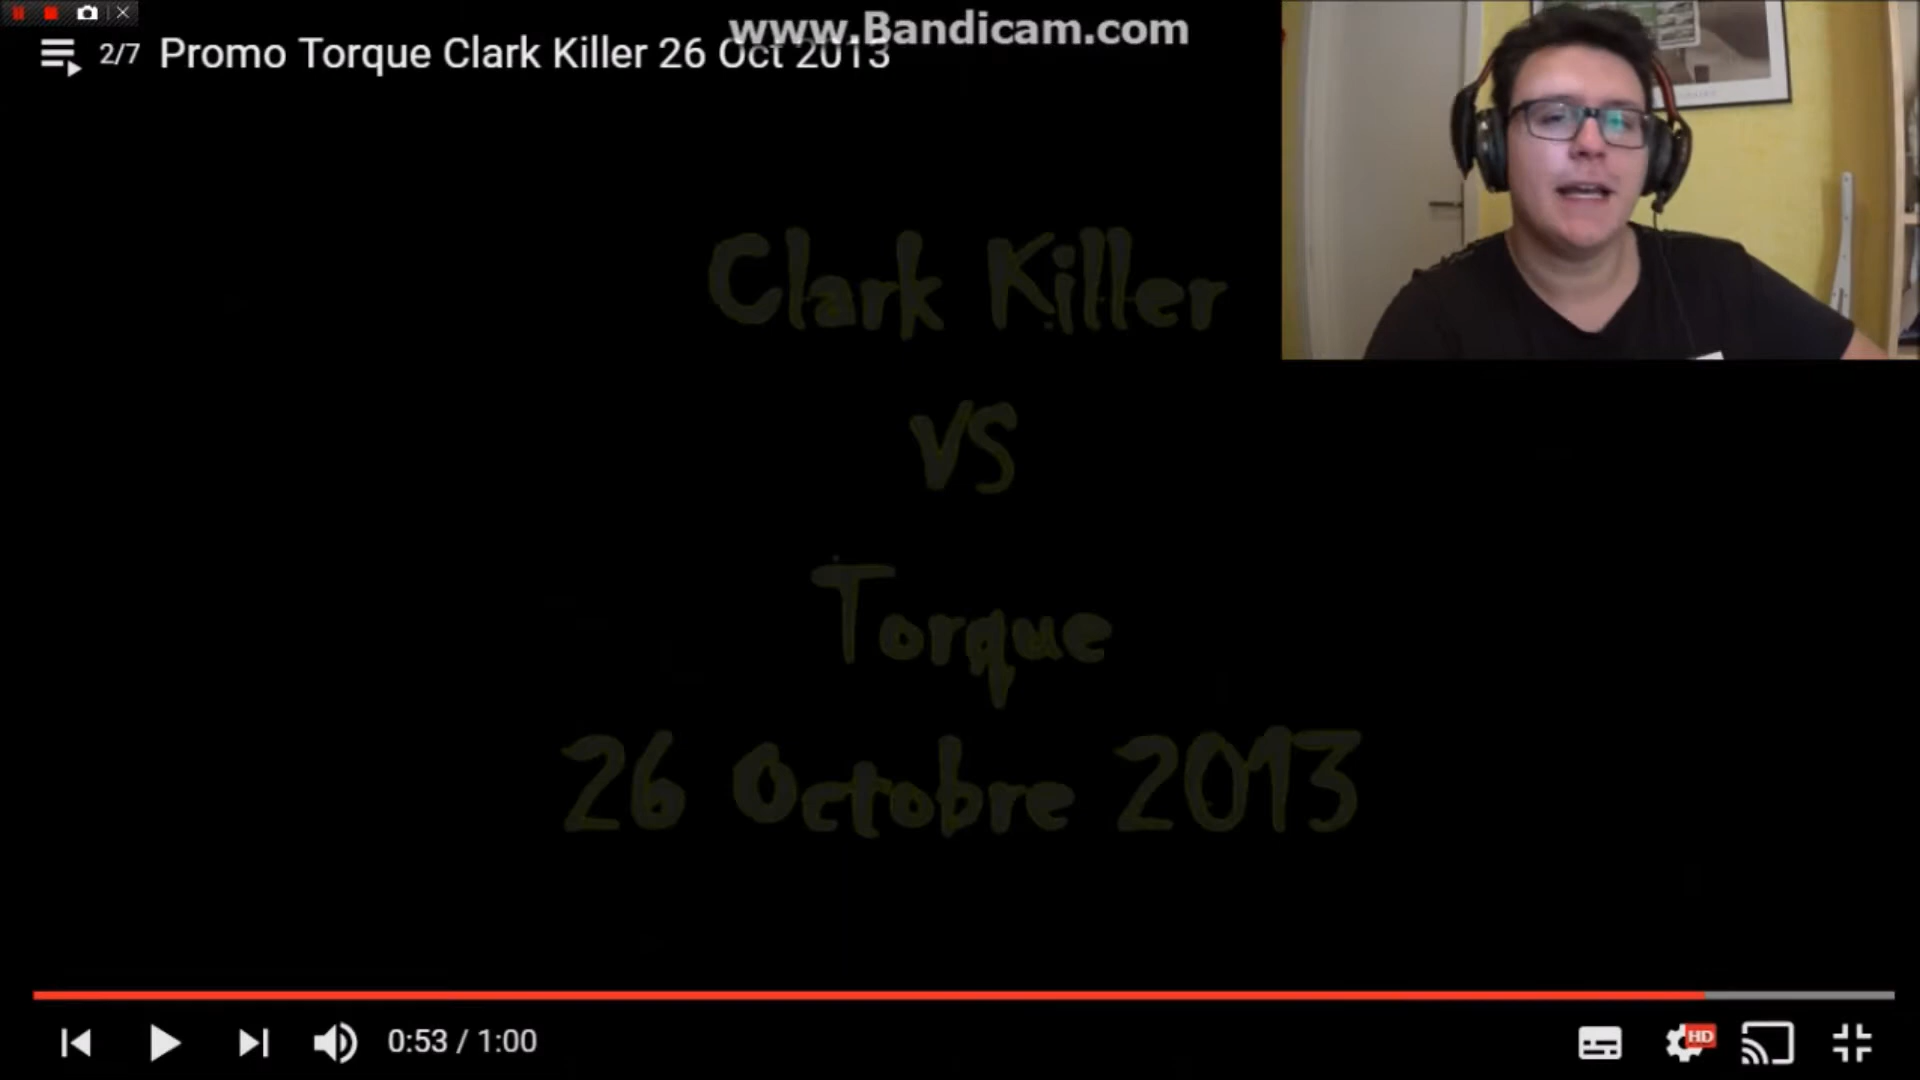 www.Bandicam.com
2/7 Promo Torque Clark Killer 26 Oct 2013
Clark Killer
VS
Torque
26 Octobre 2013
0:53 / 1:00
HD